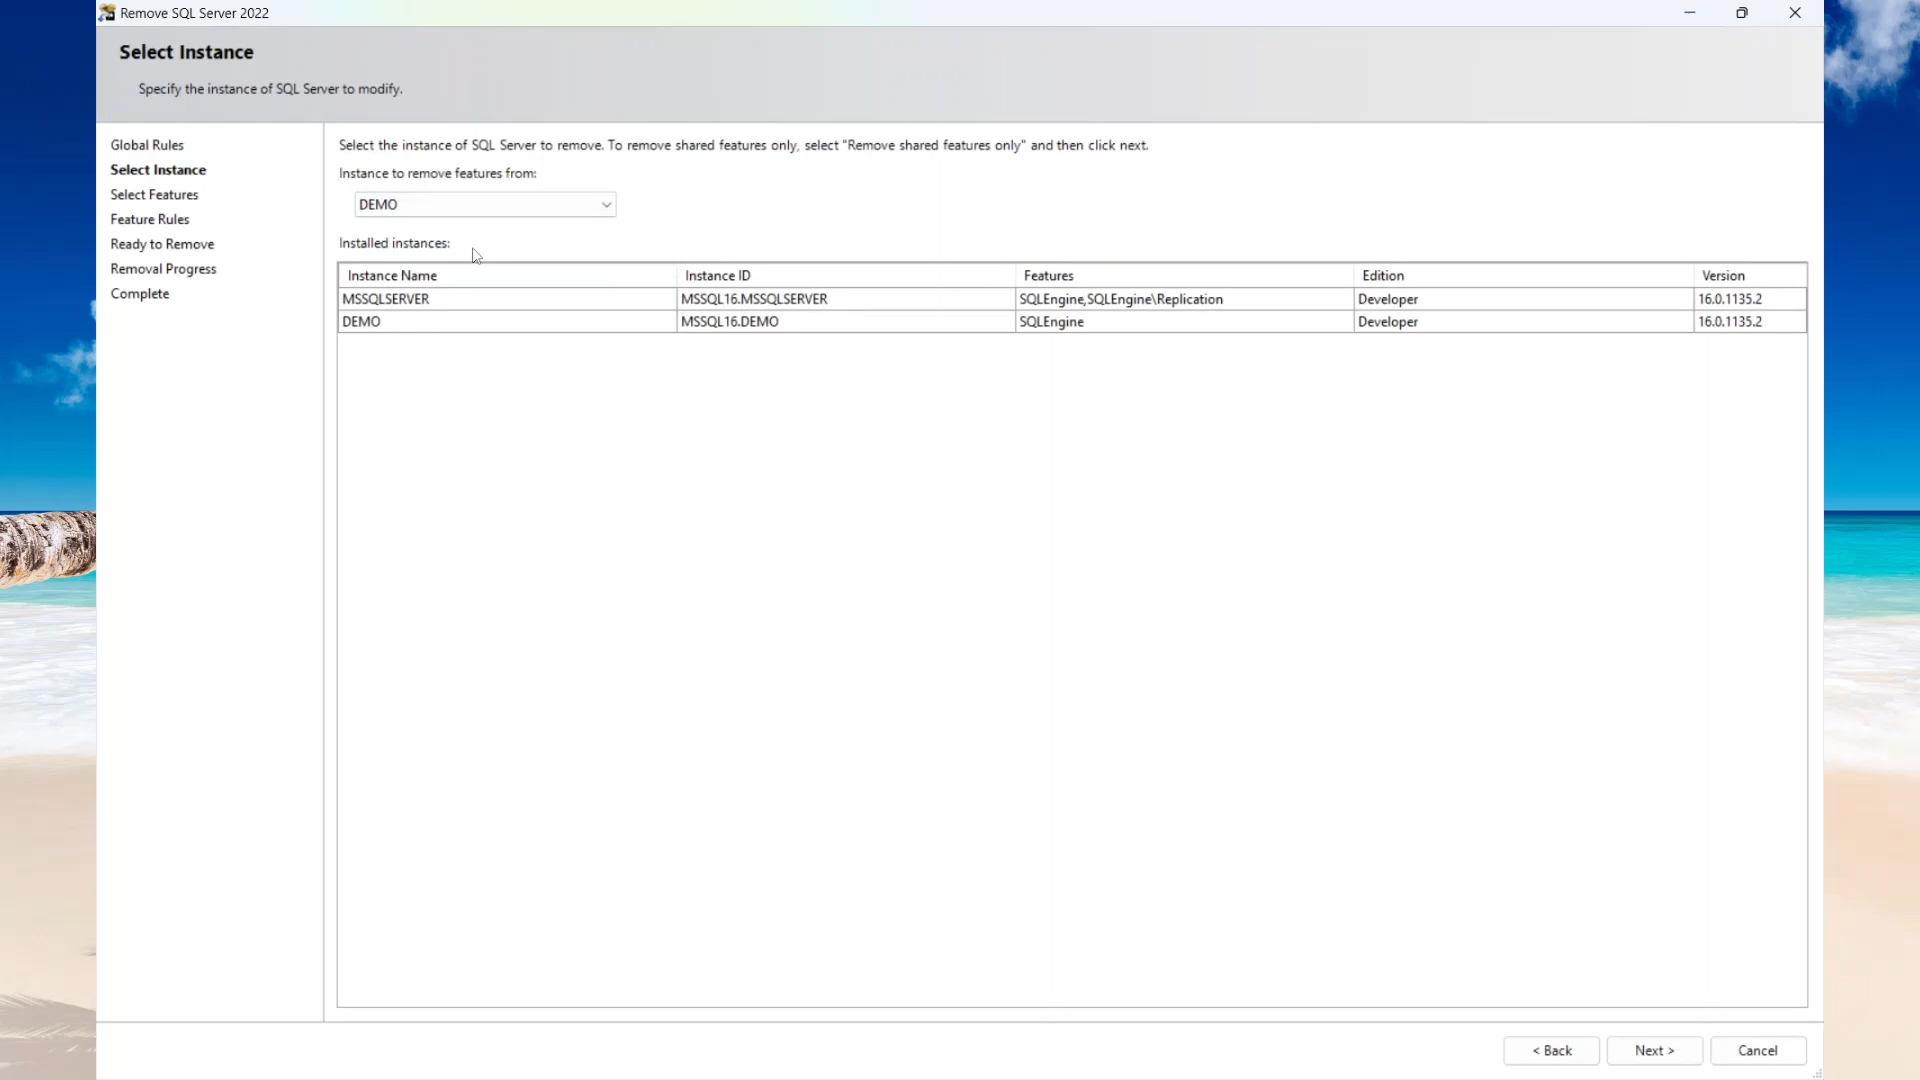 Remove SQL Server 2022
Select Instance
Specify the instance of SQL Server to modify.
Global Rules
Select Instance
Select Features
Feature Rules
Ready to Remove
Removal Progress
Complete
Select the instance of SQL Server to remove. To remove shared features only, select "Remove shared features only" and then click next.
Instance to remove features from:
DEMO
Installed instances:
Instance Name Instance ID Features Edition Version
MSSQLSERVER MSSQL16.MSSQLSERVER SQLEngine,SQLEngine\Replication Developer 16.0.1135.2
DEMO MSSQL16.DEMO SQLEngine Developer 16.0.1135.2
< Back Next > Cancel